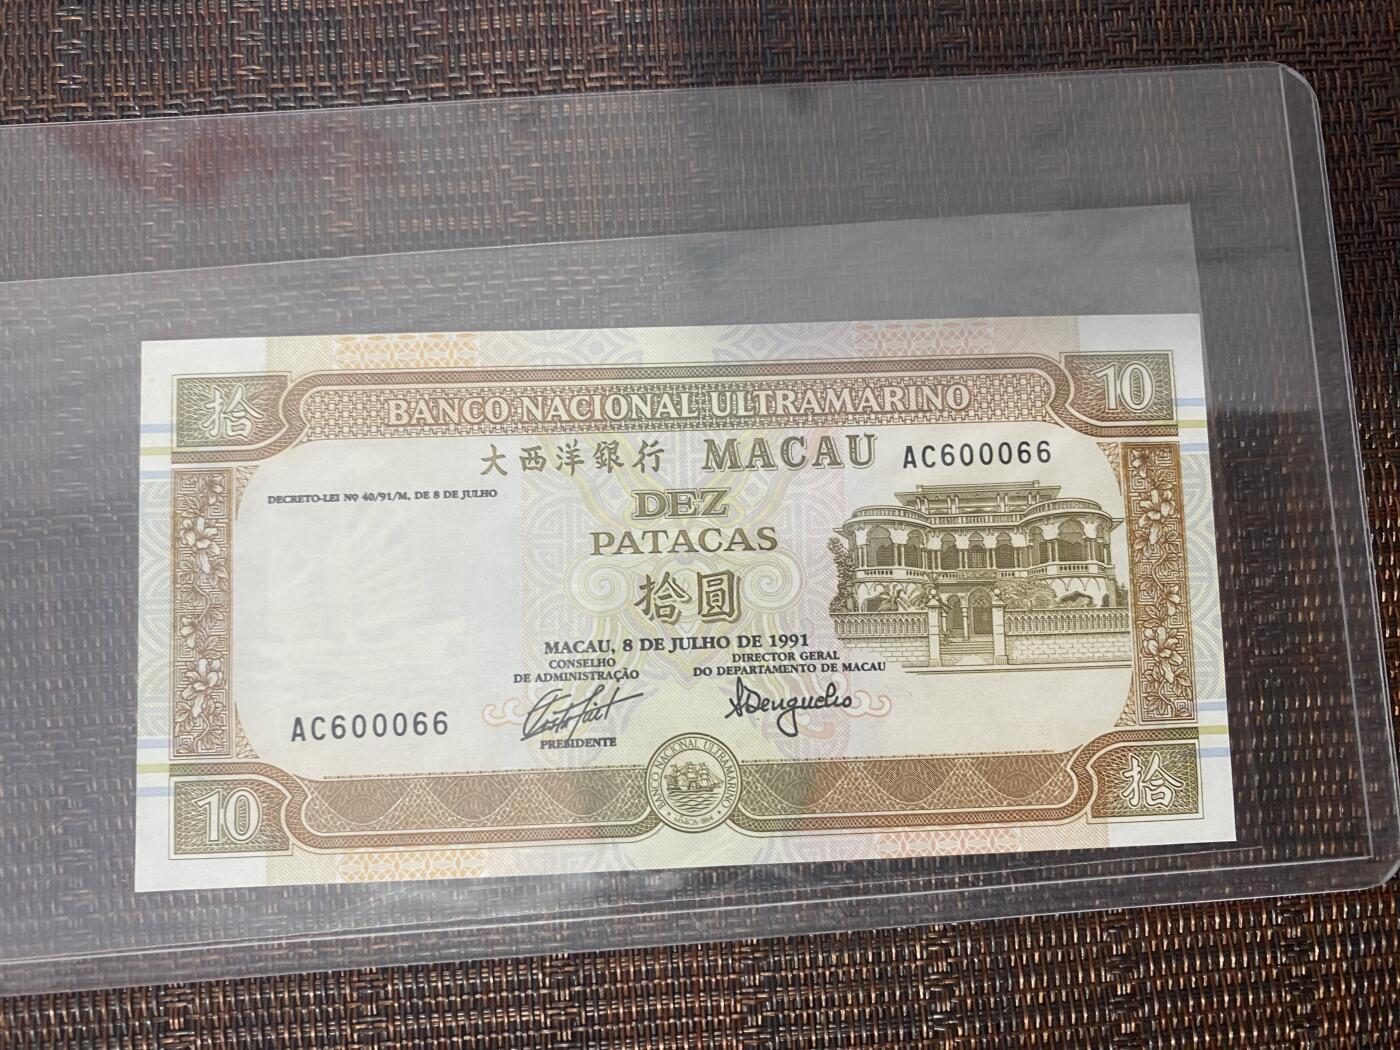 拾
10
BANCO NACIONAL ULTRAMARINO
大西洋銀行 MACAU AC600066
DECRETO-LEI Nº 40/91/M, DE 8 DE JULHO
DEZ
PATACAS
拾圓
MACAU, 8 DE JULHO DE 1991
CONSELHO
DE ADMINISTRAÇÃO
DIRECTOR GERAL
DO DEPARTAMENTO DE MACAU
AC600066
PRESIDENTE
BANCO NACIONAL ULTRAMARINO
LISBOA 1864
10
拾